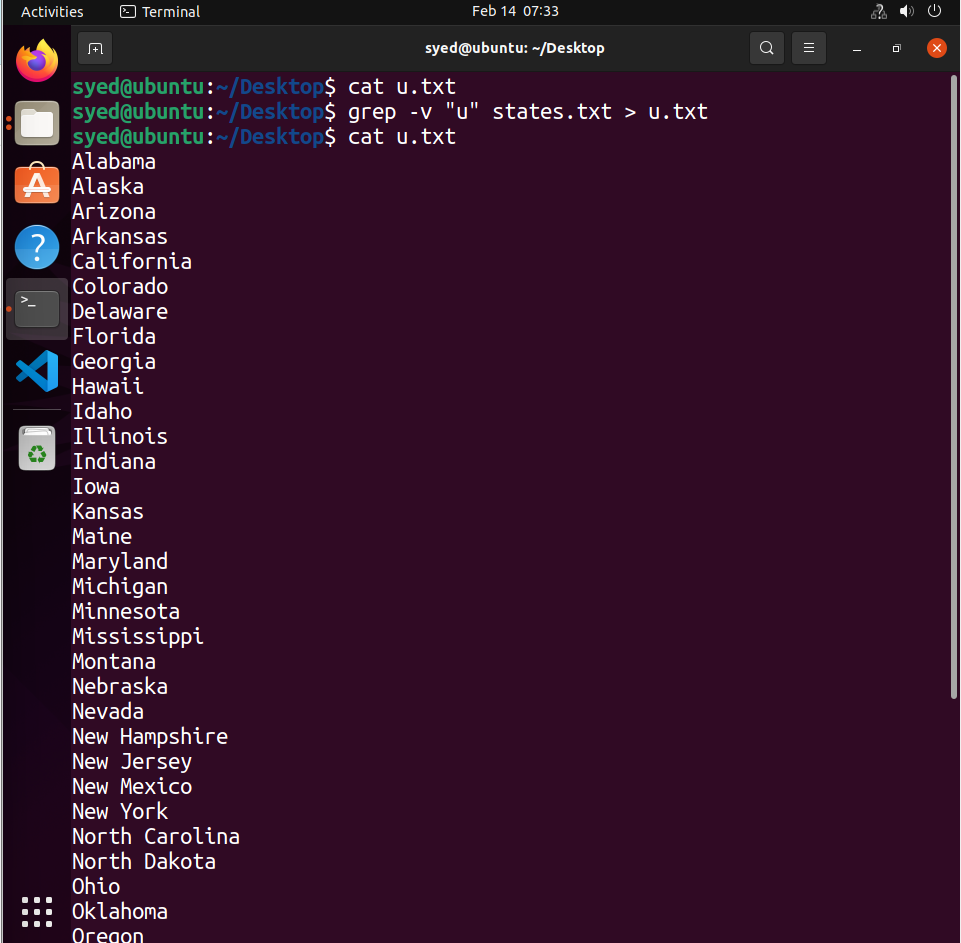 Activities
Terminal
Feb 14 07:33
syed@ubuntu: ~/Desktop
syed@ubuntu:~/Desktop$ cat u.txt
syed@ubuntu:~/Desktop$ grep -v "u" states.txt > u.txt
syed@ubuntu:~/Desktop$ cat u.txt
Alabama
Alaska
Arizona
Arkansas
California
Colorado
Delaware
Florida
Georgia
Hawaii
Idaho
Illinois
Indiana
Iowa
Kansas
Maine
Maryland
Michigan
Minnesota
Mississippi
Montana
Nebraska
Nevada
New Hampshire
New Jersey
New Mexico
New York
North Carolina
North Dakota
Ohio
Oklahoma
Oregon